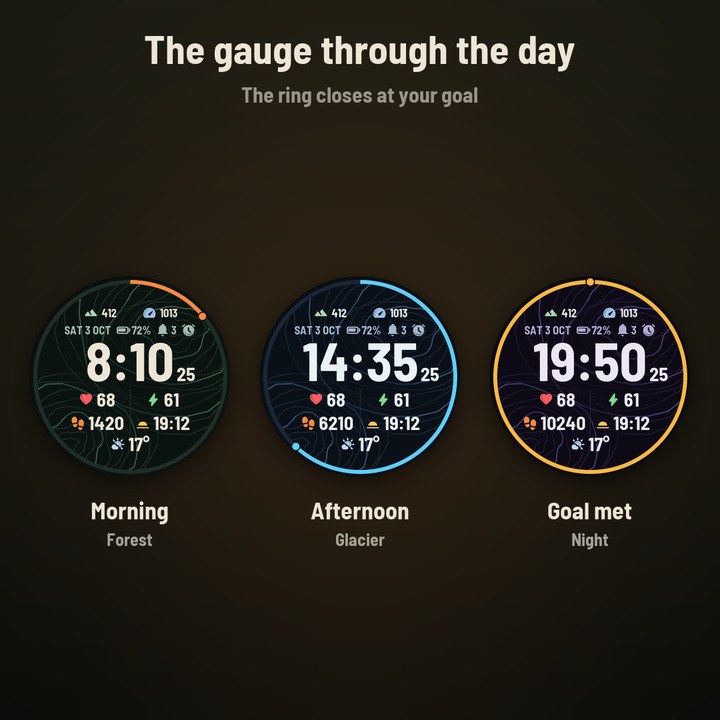 The gauge through the day
The ring closes at your goal
412 1013
SAT 3 OCT 72% 3
8:10 25
68 61
1420 19:12
17°
Morning
Forest
412 1013
SAT 3 OCT 72% 3
14:35 25
68 61
6210 19:12
17°
Afternoon
Glacier
412 1013
SAT 3 OCT 72% 3
19:50 25
68 61
10240 19:12
17°
Goal met
Night